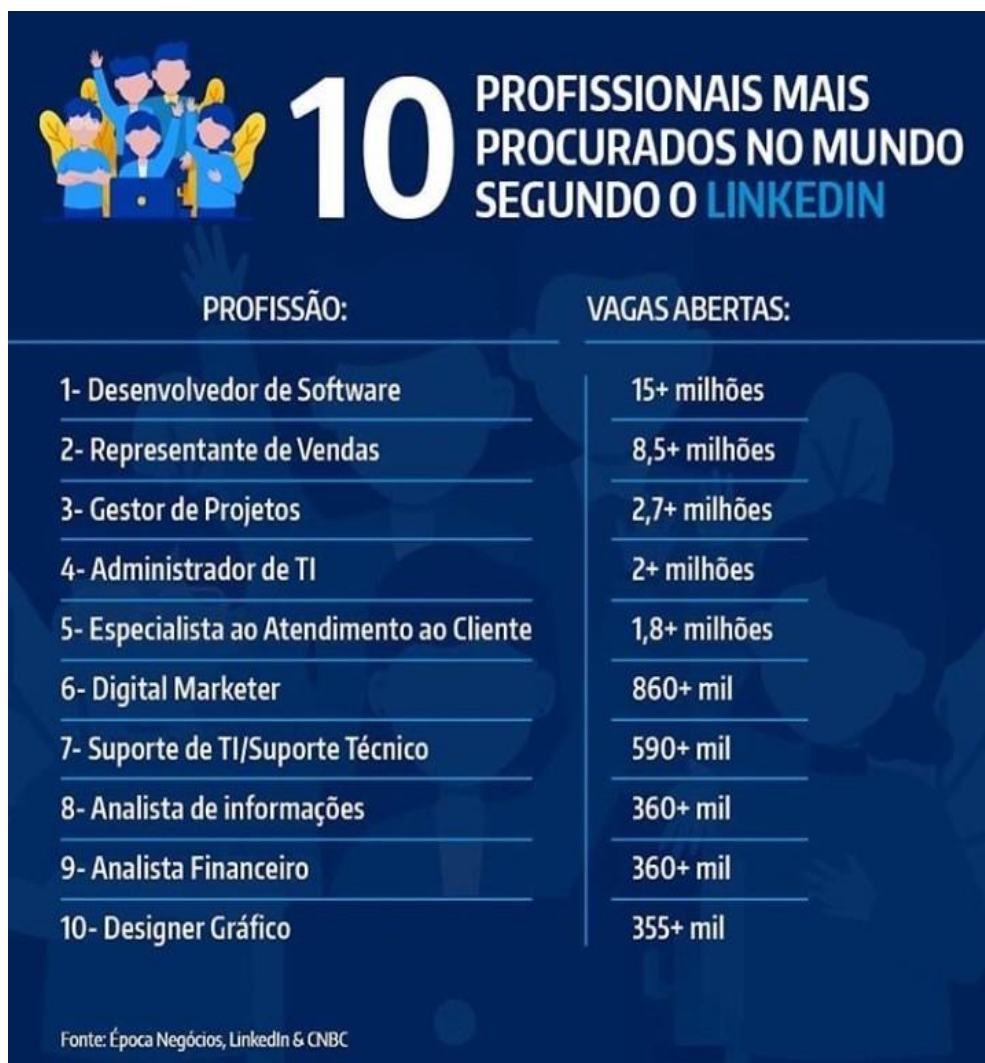 10
PROFISSIONAIS MAIS
PROCURADOS NO MUNDO
SEGUNDO O LINKEDIN
PROFISSÃO: VAGAS ABERTAS:
1- Desenvolvedor de Software 15+ milhões
2- Representante de Vendas 8,5+ milhões
3- Gestor de Projetos 2,7+ milhões
4- Administrador de TI 2+ milhões
5- Especialista ao Atendimento ao Cliente 1,8+ milhões
6- Digital Marketer 860+ mil
7- Suporte de TI/Suporte Técnico 590+ mil
8- Analista de informações 360+ mil
9- Analista Financeiro 360+ mil
10- Designer Gráfico 355+ mil
Fonte: Época Negócios, LinkedIn & CNBC